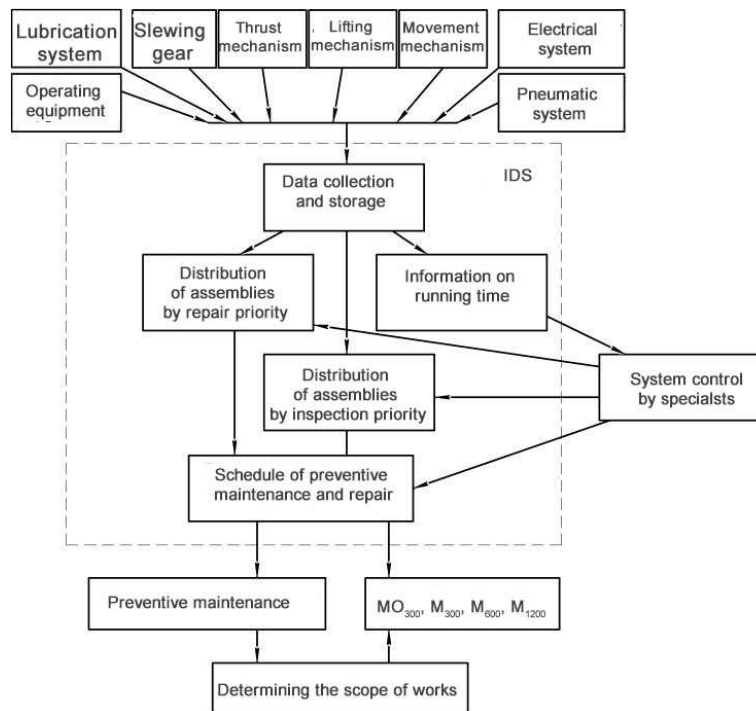 Lubrication
system
Slewing
gear
Thrust
mechanism
Lifting
mechanism
Movement
mechanism
Electrical
system
Operating
equipment
Pneumatic
system
IDS
Data collection
and storage
Distribution
of assemblies
by repair priority
Information on
running time
Distribution
of assemblies
by inspection priority
System control
by specialsts
Schedule of preventive
maintenance and repair
Preventive maintenance
MO₃₀₀, M₃₀₀, M₆₀₀, M₁₂₀₀
Determining the scope of works